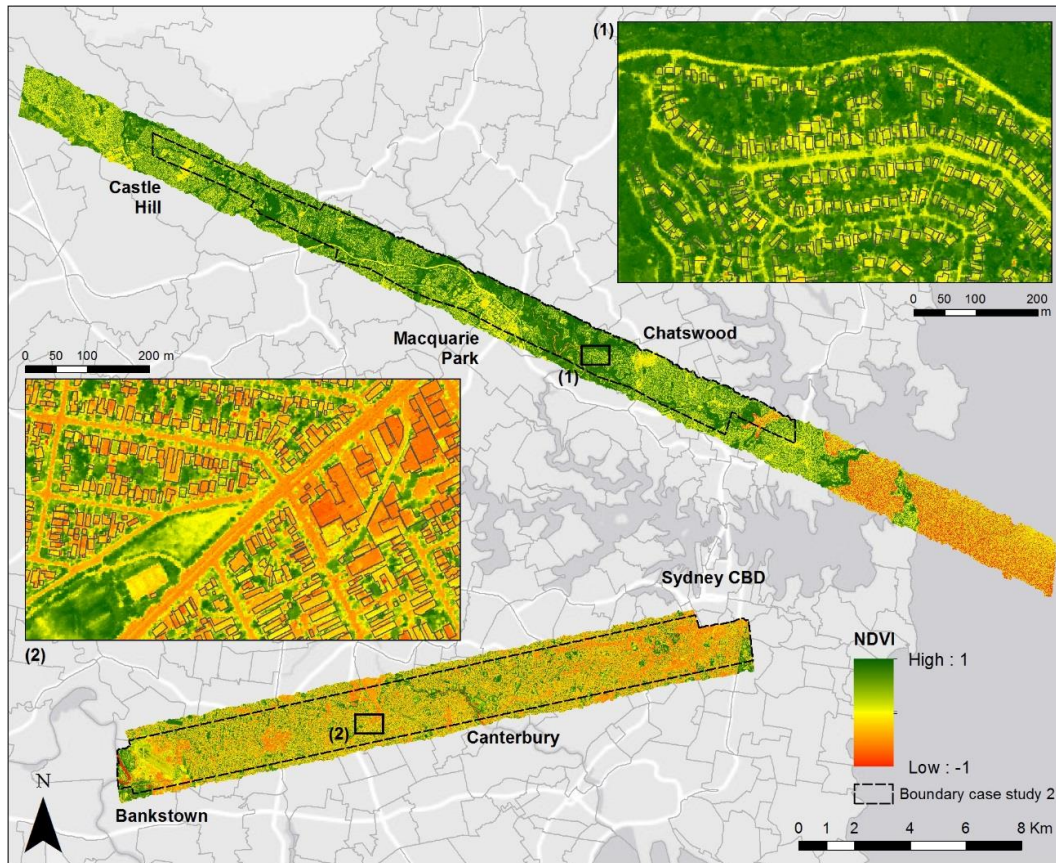 (1)
0 50 100 200 m
Castle
Hill
Macquarie
Park
Chatswood
(1)
0 50 100 200 m
(2)
Sydney CBD
(2)
Canterbury
Bankstown
N
NDVI
High : 1
Low : -1
Boundary case study 2
0 1 2 4 6 8 Km